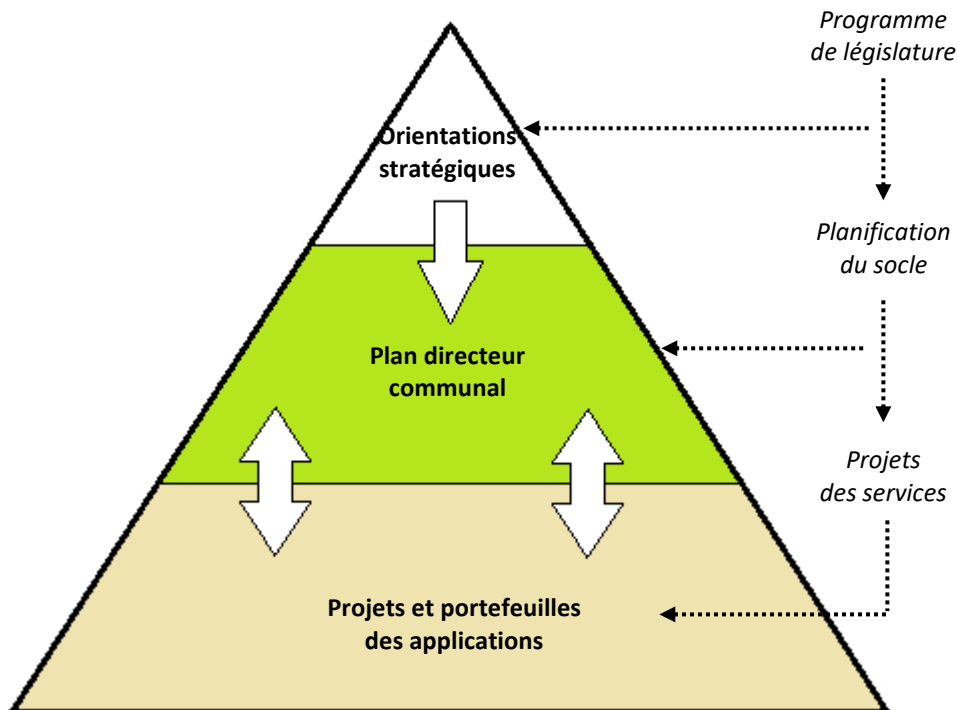 Programme
de législature
Orientations
stratégiques
Planification
du socle
Plan directeur
communal
Projets
des services
Projets et portefeuilles
des applications